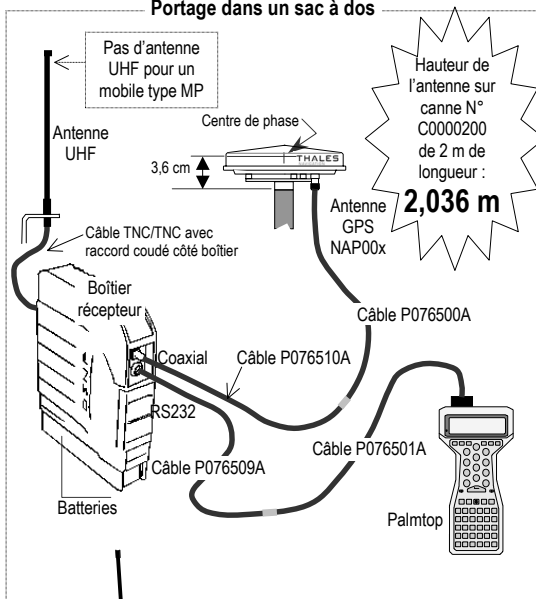 Portage dans un sac à dos
Pas d'antenne
UHF pour un
mobile type MP
Antenne
UHF
Câble TNC/TNC avec
raccord coudé côté boîtier
Centre de phase
3,6 cm
THALES
Hauteur de
l'antenne sur
canne N°
C0000200
de 2 m de
longueur :
2,036 m
Antenne
GPS
NAP00x
Boîtier
récepteur
Coaxial
RS232
Câble P076500A
Câble P076510A
Câble P076501A
Câble P076509A
Batteries
Palmtop